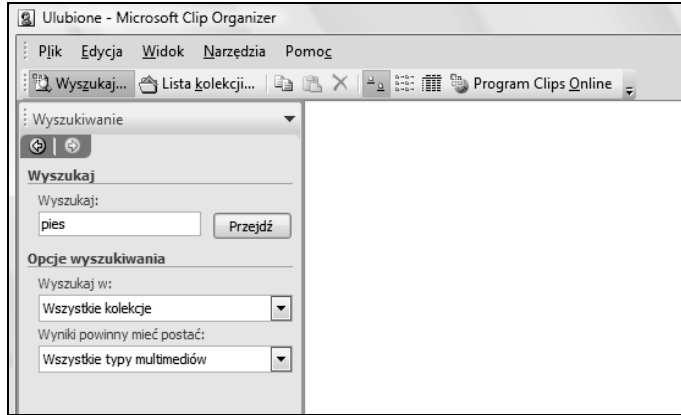 Ulubione - Microsoft Clip Organizer
Plik Edycja Widok Narzędzia Pomoc
Wyszukaj... Lista kolekcji... Program Clips Online
Wyszukiwanie
Wyszukaj
Wyszukaj:
pies Przejdź
Opcje wyszukiwania
Wyszukaj w:
Wszystkie kolekcje
Wyniki powinny mieć postać:
Wszystkie typy multimediów